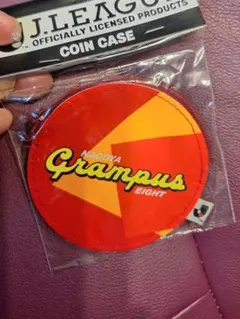 J.LEAGUE
OFFICIALLY LICENSED PRODUCTS
COIN CASE
NAGOYA
Grampus
EIGHT